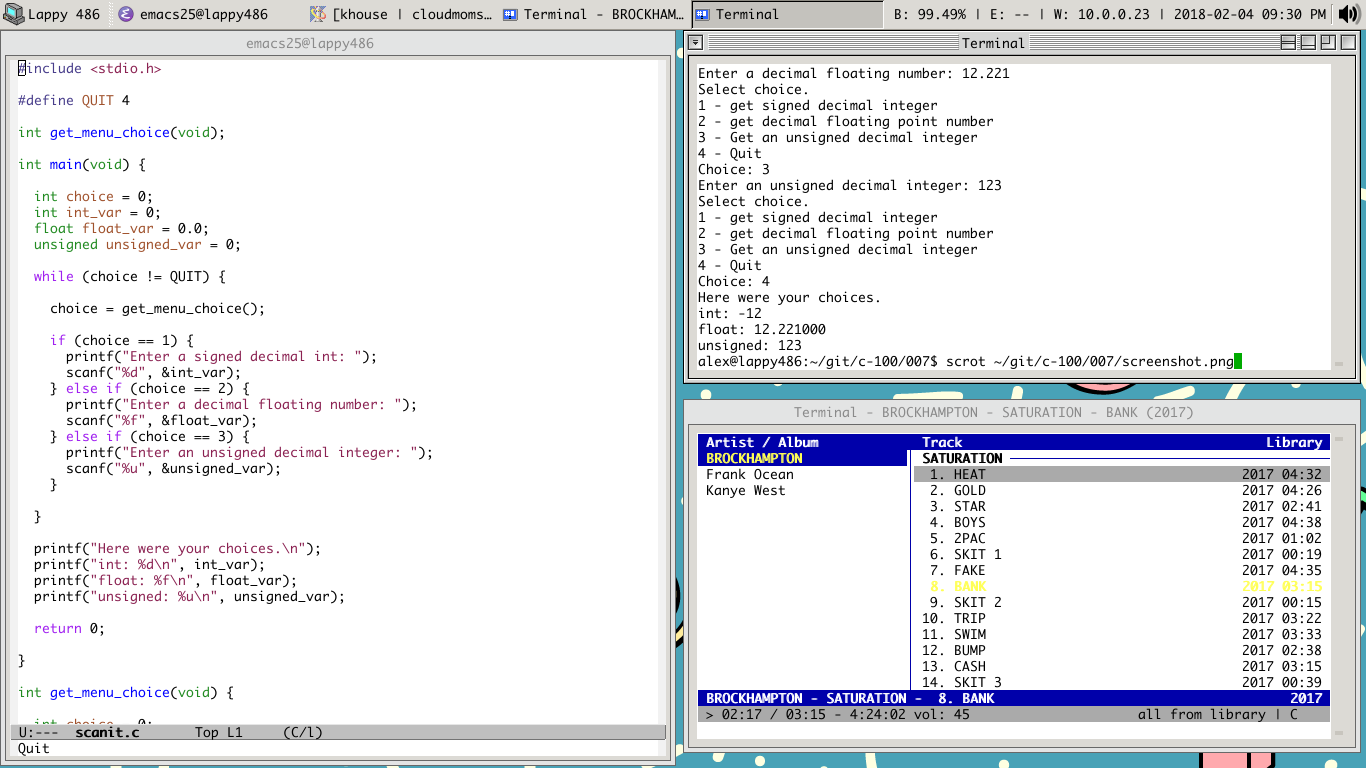 Lappy 486 emacs25@lappy486 [khouse | cloudmoms... Terminal - BROCKHAM... Terminal B: 99.49% | E: -- | W: 10.0.0.23 | 2018-02-04 09:30 PM
emacs25@lappy486
#include <stdio.h>
#define QUIT 4
int get_menu_choice(void);
int main(void) {
int choice = 0;
int int_var = 0;
float float_var = 0.0;
unsigned unsigned_var = 0;
while (choice != QUIT) {
choice = get_menu_choice();
if (choice == 1) {
printf("Enter a signed decimal int: ");
scanf("%d", &int_var);
} else if (choice == 2) {
printf("Enter a decimal floating number: ");
scanf("%f", &float_var);
} else if (choice == 3) {
printf("Enter an unsigned decimal integer: ");
scanf("%u", &unsigned_var);
}
}
printf("Here were your choices.\n");
printf("int: %d\n", int_var);
printf("float: %f\n", float_var);
printf("unsigned: %u\n", unsigned_var);
return 0;
}
int get_menu_choice(void) {
int choice = 0;
U:--- scanit.c Top L1 (C/l)
Quit
Terminal
Enter a decimal floating number: 12.221
Select choice.
1 - get signed decimal integer
2 - get decimal floating point number
3 - Get an unsigned decimal integer
4 - Quit
Choice: 3
Enter an unsigned decimal integer: 123
Select choice.
1 - get signed decimal integer
2 - get decimal floating point number
3 - Get an unsigned decimal integer
4 - Quit
Choice: 4
Here were your choices.
int: -12
float: 12.221000
unsigned: 123
alex@lappy486:~/git/c-100/007$ scrot ~/git/c-100/007/screenshot.png
Terminal - BROCKHAMPTON - SATURATION - BANK (2017)
Artist / Album Track Library
BROCKHAMPTON SATURATION
Frank Ocean 1. HEAT 2017 04:32
Kanye West 2. GOLD 2017 04:26
3. STAR 2017 02:41
4. BOYS 2017 04:38
5. 2PAC 2017 01:02
6. SKIT 1 2017 00:19
7. FAKE 2017 04:35
8. BANK 2017 03:15
9. SKIT 2 2017 00:15
10. TRIP 2017 03:22
11. SWIM 2017 03:33
12. BUMP 2017 02:38
13. CASH 2017 03:15
14. SKIT 3 2017 00:39
BROCKHAMPTON - SATURATION - 8. BANK 2017
> 02:17 / 03:15 - 4:24:02 vol: 45 all from library | C